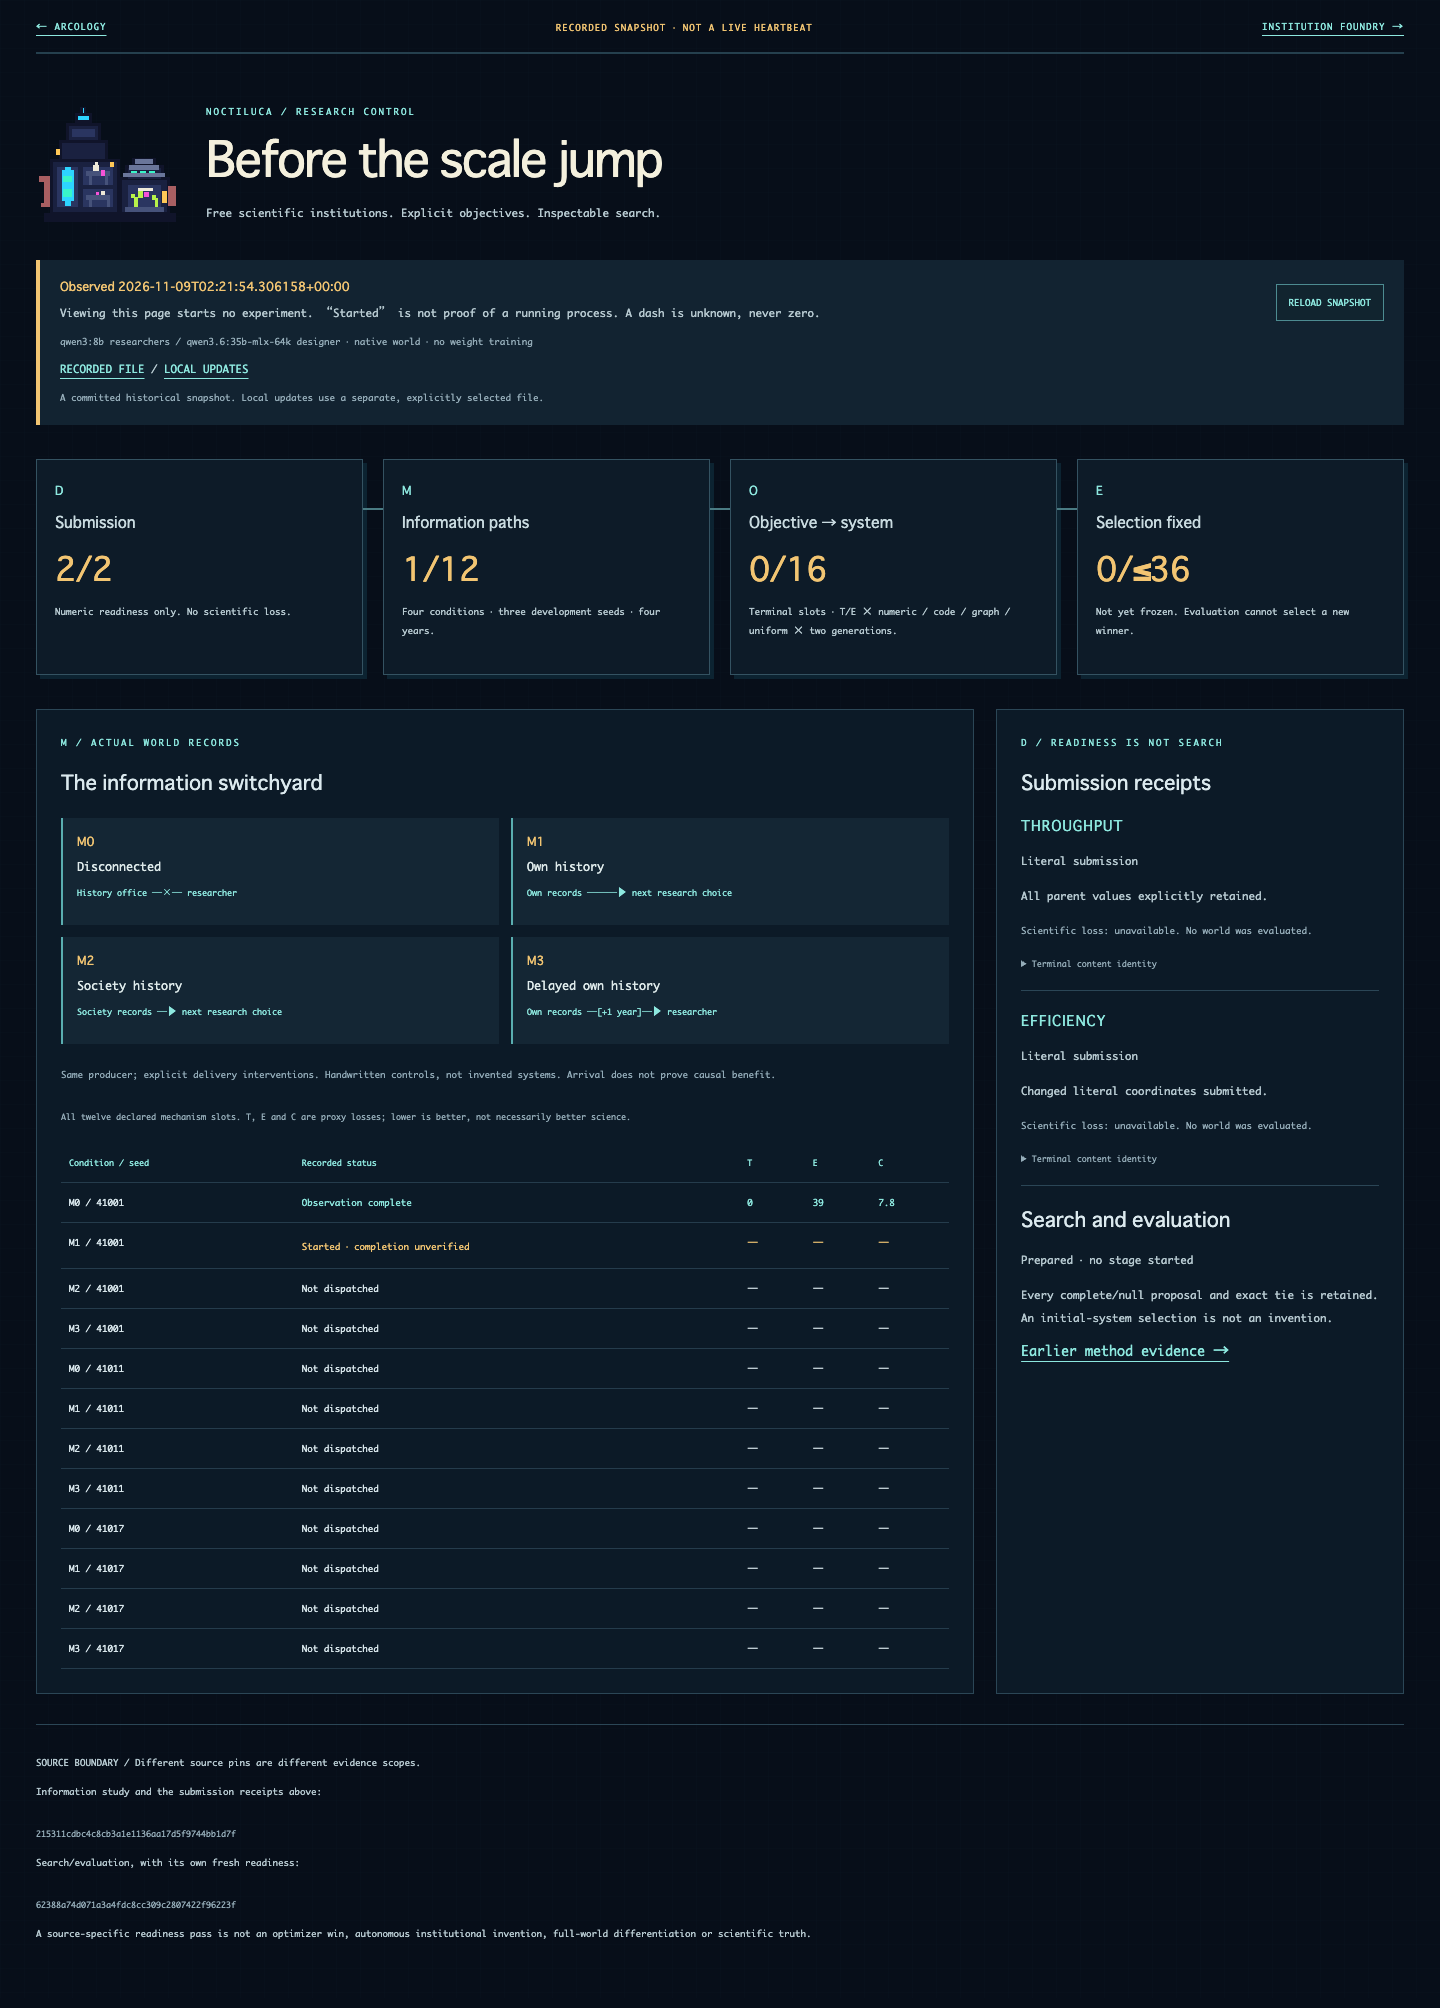 ← ARCOLOGY
RECORDED SNAPSHOT · NOT A LIVE HEARTBEAT
INSTITUTION FOUNDRY →
NOCTILUCA / RESEARCH CONTROL
Before the scale jump
Free scientific institutions. Explicit objectives. Inspectable search.
Observed 2026-11-09T02:21:54.306158+00:00
Viewing this page starts no experiment. “Started” is not proof of a running process. A dash is unknown, never zero.
qwen3:8b researchers / qwen3.6:35b-mlx-64k designer · native world · no weight training
RECORDED FILE / LOCAL UPDATES
A committed historical snapshot. Local updates use a separate, explicitly selected file.
RELOAD SNAPSHOT
D
Submission
2/2
Numeric readiness only. No scientific loss.
M
Information paths
1/12
Four conditions · three development seeds · four
years.
O
Objective → system
0/16
Terminal slots · T/E × numeric / code / graph /
uniform × two generations.
E
Selection fixed
0/≤36
Not yet frozen. Evaluation cannot select a new
winner.
M / ACTUAL WORLD RECORDS
The information switchyard
M0
Disconnected
History office —×— researcher
M1
Own history
Own records ———▶ next research choice
M2
Society history
Society records —▶ next research choice
M3
Delayed own history
Own records —[+1 year]—▶ researcher
Same producer; explicit delivery interventions. Handwritten controls, not invented systems. Arrival does not prove causal benefit.
All twelve declared mechanism slots. T, E and C are proxy losses; lower is better, not necessarily better science.
Condition / seed Recorded status T E C
M0 / 41001 Observation complete 0 39 7.8
M1 / 41001 Started · completion unverified — — —
M2 / 41001 Not dispatched — — —
M3 / 41001 Not dispatched — — —
M0 / 41011 Not dispatched — — —
M1 / 41011 Not dispatched — — —
M2 / 41011 Not dispatched — — —
M3 / 41011 Not dispatched — — —
M0 / 41017 Not dispatched — — —
M1 / 41017 Not dispatched — — —
M2 / 41017 Not dispatched — — —
M3 / 41017 Not dispatched — — —
D / READINESS IS NOT SEARCH
Submission receipts
THROUGHPUT
Literal submission
All parent values explicitly retained.
Scientific loss: unavailable. No world was evaluated.
▶ Terminal content identity
EFFICIENCY
Literal submission
Changed literal coordinates submitted.
Scientific loss: unavailable. No world was evaluated.
▶ Terminal content identity
Search and evaluation
Prepared · no stage started
Every complete/null proposal and exact tie is retained.
An initial-system selection is not an invention.
Earlier method evidence →
SOURCE BOUNDARY / Different source pins are different evidence scopes.
Information study and the submission receipts above:
215311cdbc4c8cb3a1e1136aa17d5f9744bb1d7f
Search/evaluation, with its own fresh readiness:
62388a74d071a3a4fdc8cc309c2807422f96223f
A source-specific readiness pass is not an optimizer win, autonomous institutional invention, full-world differentiation or scientific truth.